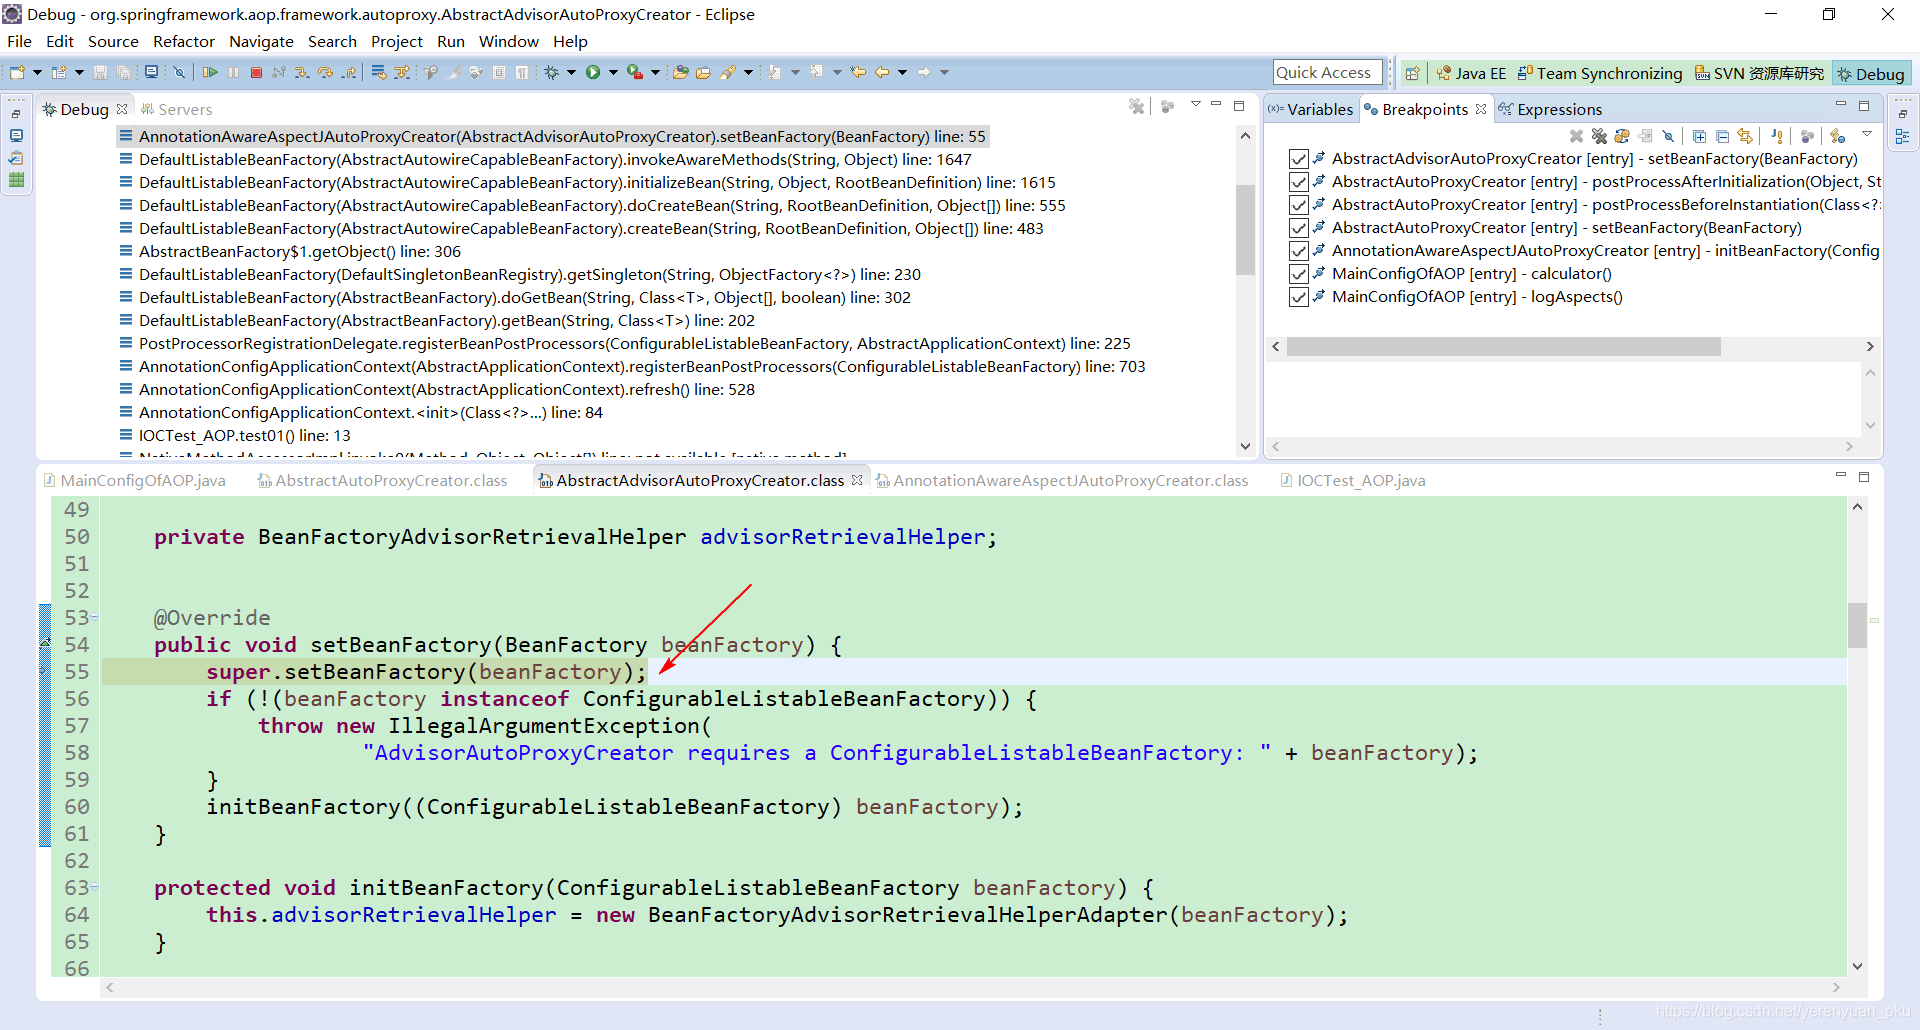 Debug - org.springframework.aop.framework.autoproxy.AbstractAdvisorAutoProxyCreator - Eclipse
File Edit Source Refactor Navigate Search Project Run Window Help
Quick Access
Java EE
Team Synchronizing
SVN 资源库研究
Debug
Debug
Servers
AnnotationAwareAspectJAutoProxyCreator(AbstractAdvisorAutoProxyCreator).setBeanFactory(BeanFactory) line: 55
DefaultListableBeanFactory(AbstractAutowireCapableBeanFactory).invokeAwareMethods(String, Object) line: 1647
DefaultListableBeanFactory(AbstractAutowireCapableBeanFactory).initializeBean(String, Object, RootBeanDefinition) line: 1615
DefaultListableBeanFactory(AbstractAutowireCapableBeanFactory).doCreateBean(String, RootBeanDefinition, Object[]) line: 555
DefaultListableBeanFactory(AbstractAutowireCapableBeanFactory).createBean(String, RootBeanDefinition, Object[]) line: 483
AbstractBeanFactory$1.getObject() line: 306
DefaultListableBeanFactory(DefaultSingletonBeanRegistry).getSingleton(String, ObjectFactory<?>) line: 230
DefaultListableBeanFactory(AbstractBeanFactory).doGetBean(String, Class<T>, Object[], boolean) line: 302
DefaultListableBeanFactory(AbstractBeanFactory).getBean(String, Class<T>) line: 202
PostProcessorRegistrationDelegate.registerBeanPostProcessors(ConfigurableListableBeanFactory, AbstractApplicationContext) line: 225
AnnotationConfigApplicationContext(AbstractApplicationContext).registerBeanPostProcessors(ConfigurableListableBeanFactory) line: 703
AnnotationConfigApplicationContext(AbstractApplicationContext).refresh() line: 528
AnnotationConfigApplicationContext.<init>(Class<?>...) line: 84
IOCTest_AOP.test01() line: 13
NativeMethodAccessorImpl.invoke0(Method, Object, Object[]) line: not available [native method]
(x)= Variables
Breakpoints
Expressions
AbstractAdvisorAutoProxyCreator [entry] - setBeanFactory(BeanFactory)
AbstractAutoProxyCreator [entry] - postProcessAfterInitialization(Object, St
AbstractAutoProxyCreator [entry] - postProcessBeforeInstantiation(Class<?>
AbstractAutoProxyCreator [entry] - setBeanFactory(BeanFactory)
AnnotationAwareAspectJAutoProxyCreator [entry] - initBeanFactory(Config
MainConfigOfAOP [entry] - calculator()
MainConfigOfAOP [entry] - logAspects()
MainConfigOfAOP.java
AbstractAutoProxyCreator.class
AbstractAdvisorAutoProxyCreator.class
AnnotationAwareAspectJAutoProxyCreator.class
IOCTest_AOP.java
49
50 private BeanFactoryAdvisorRetrievalHelper advisorRetrievalHelper;
51
52
53 @Override
54 public void setBeanFactory(BeanFactory beanFactory) {
55 super.setBeanFactory(beanFactory);
56 if (!(beanFactory instanceof ConfigurableListableBeanFactory)) {
57 throw new IllegalArgumentException(
58 "AdvisorAutoProxyCreator requires a ConfigurableListableBeanFactory: " + beanFactory);
59 }
60 initBeanFactory((ConfigurableListableBeanFactory) beanFactory);
61 }
62
63 protected void initBeanFactory(ConfigurableListableBeanFactory beanFactory) {
64 this.advisorRetrievalHelper = new BeanFactoryAdvisorRetrievalHelperAdapter(beanFactory);
65 }
66
https://blog.csdn.net/yerenyuan_pku